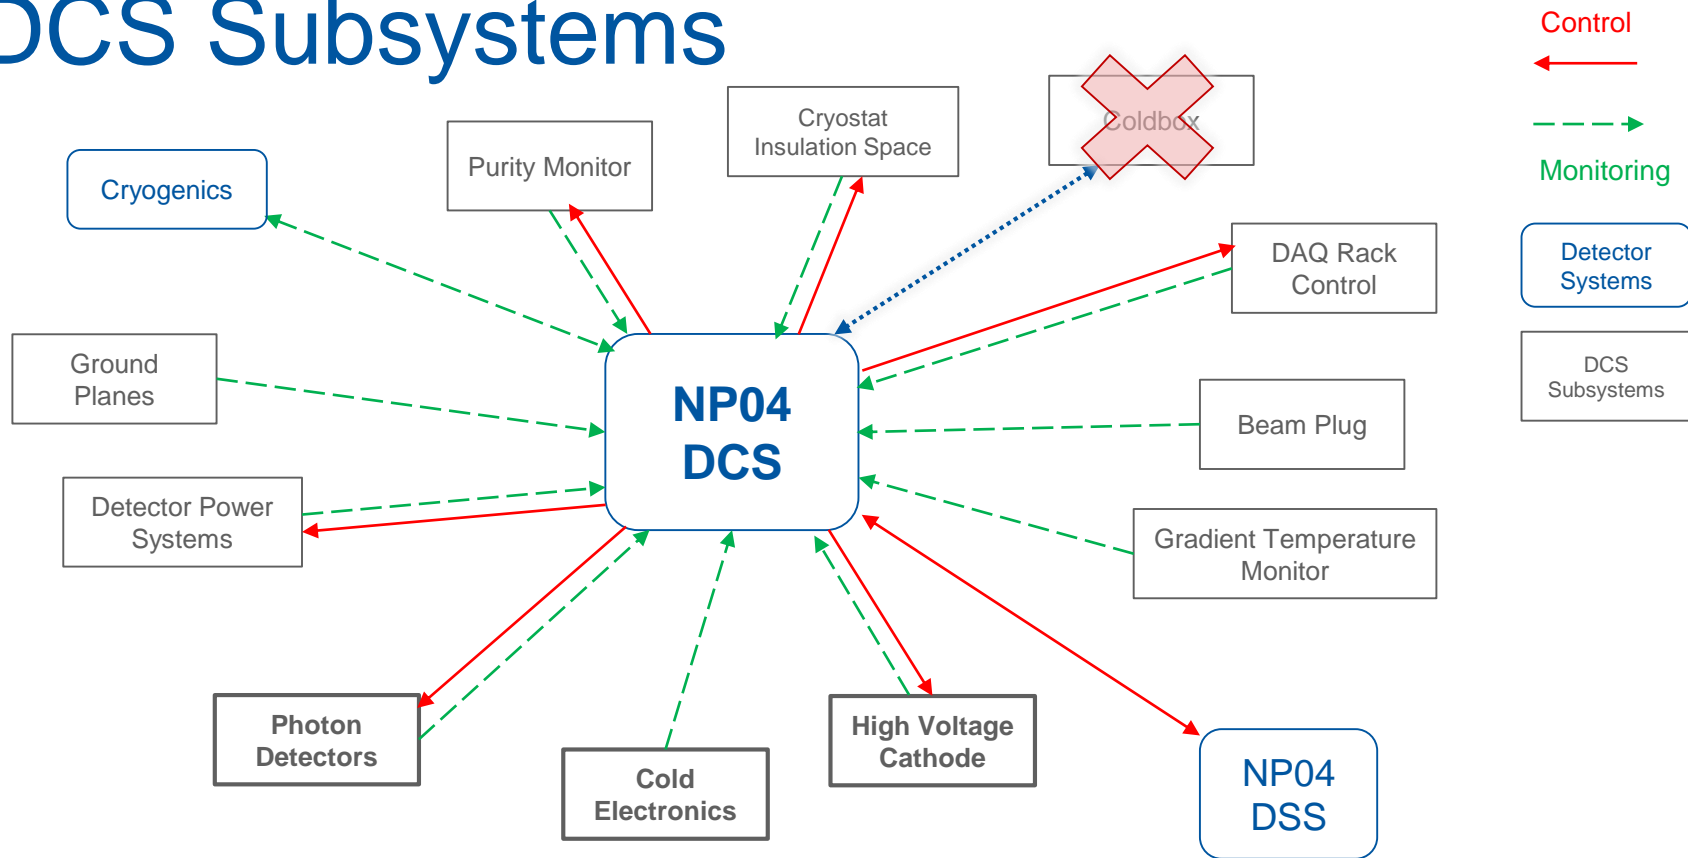 DCS Subsystems
Control
Monitoring
Detector
Systems
DCS
Subsystems
Cryogenics
Purity Monitor
Cryostat
Insulation Space
Coldbox
DAQ Rack
Control
Ground
Planes
NP04
DCS
Beam Plug
Detector Power
Systems
Gradient Temperature
Monitor
Photon
Detectors
Cold
Electronics
High Voltage
Cathode
NP04
DSS